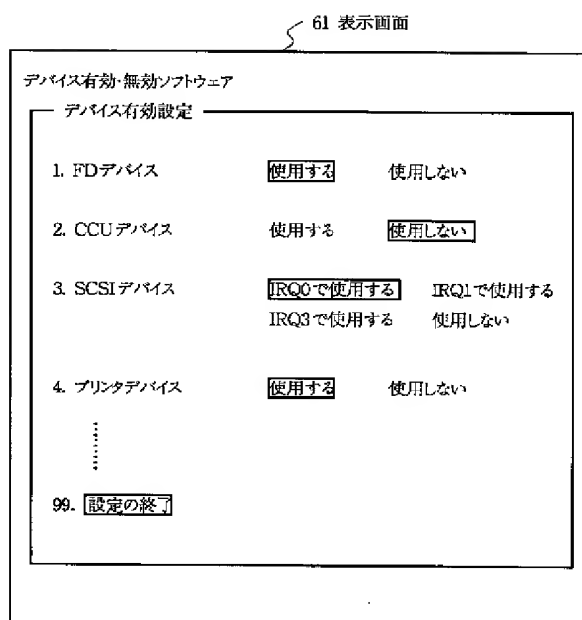 61 表示画面
デバイス有効・無効ソフトウェア
デバイス有効設定
1. FDデバイス 使用する 使用しない
2. CCUデバイス 使用する 使用しない
3. SCSIデバイス IRQ0で使用する IRQ1で使用する
IRQ3で使用する 使用しない
4. プリンタデバイス 使用する 使用しない
99. 設定の終了